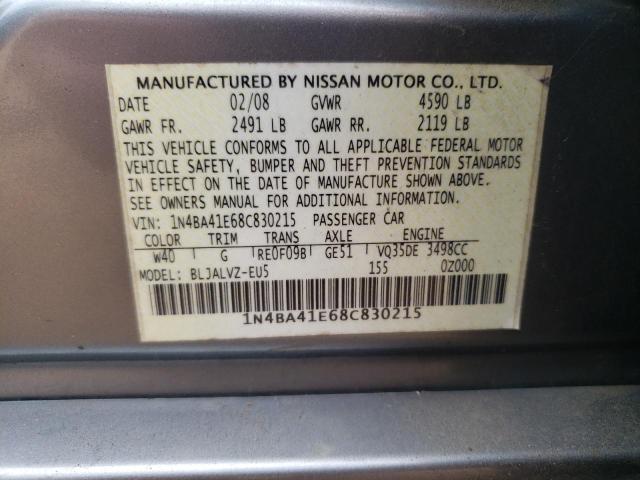 MANUFACTURED BY NISSAN MOTOR CO., LTD.
DATE 02/08 GVWR 4590 LB
GAWR FR. 2491 LB GAWR RR. 2119 LB
THIS VEHICLE CONFORMS TO ALL APPLICABLE FEDERAL MOTOR
VEHICLE SAFETY, BUMPER AND THEFT PREVENTION STANDARDS
IN EFFECT ON THE DATE OF MANUFACTURE SHOWN ABOVE.
SEE OWNERS MANUAL FOR ADDITIONAL INFORMATION.
VIN: 1N4BA41E68C830215 PASSENGER CAR
COLOR TRIM TRANS AXLE ENGINE
W40 G RE0F09B GE51 VQ35DE 3498CC
MODEL: BLJALVZ-EU5 155 0Z000
1N4BA41E68C830215